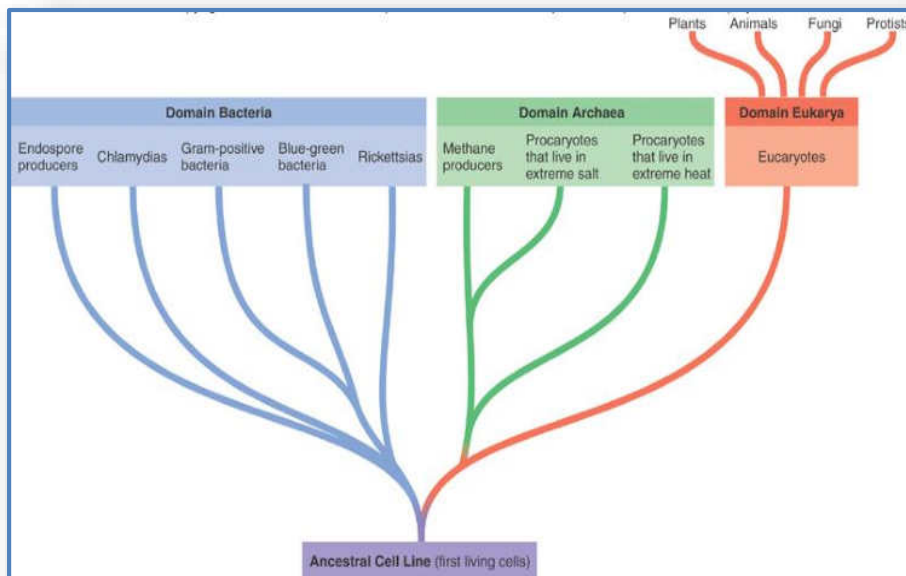 Plants Animals Fungi Protists
Domain Bacteria
Endospore
producers
Chlamydias
Gram-positive
bacteria
Blue-green
bacteria
Rickettsias
Domain Archaea
Methane
producers
Procaryotes
that live in
extreme salt
Procaryotes
that live in
extreme heat
Domain Eukarya
Eucaryotes
Ancestral Cell Line (first living cells)